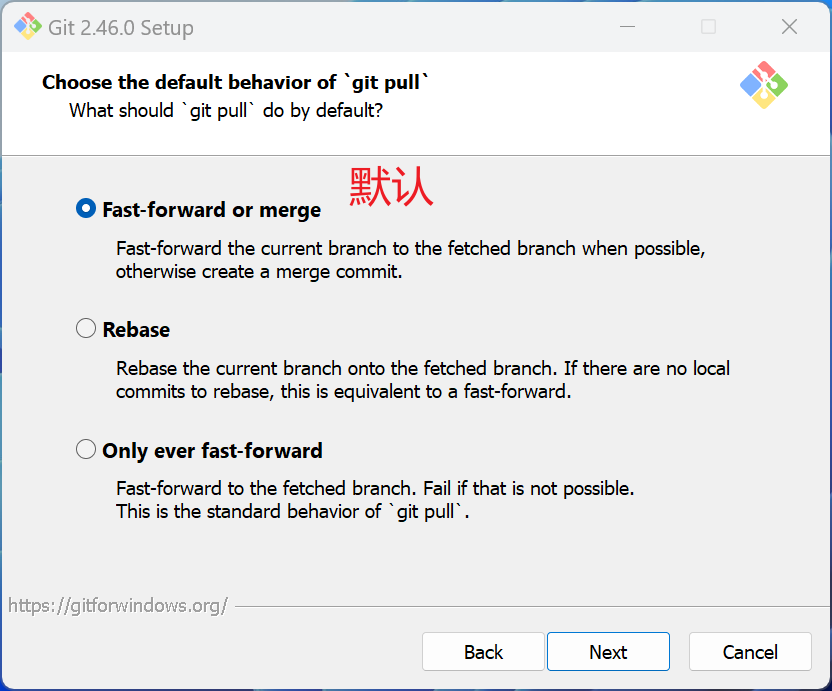 Git 2.46.0 Setup
Choose the default behavior of `git pull`
What should `git pull` do by default?
默认
Fast-forward or merge
Fast-forward the current branch to the fetched branch when possible,
otherwise create a merge commit.
Rebase
Rebase the current branch onto the fetched branch. If there are no local
commits to rebase, this is equivalent to a fast-forward.
Only ever fast-forward
Fast-forward to the fetched branch. Fail if that is not possible.
This is the standard behavior of `git pull`.
https://gitforwindows.org/
Back Next Cancel